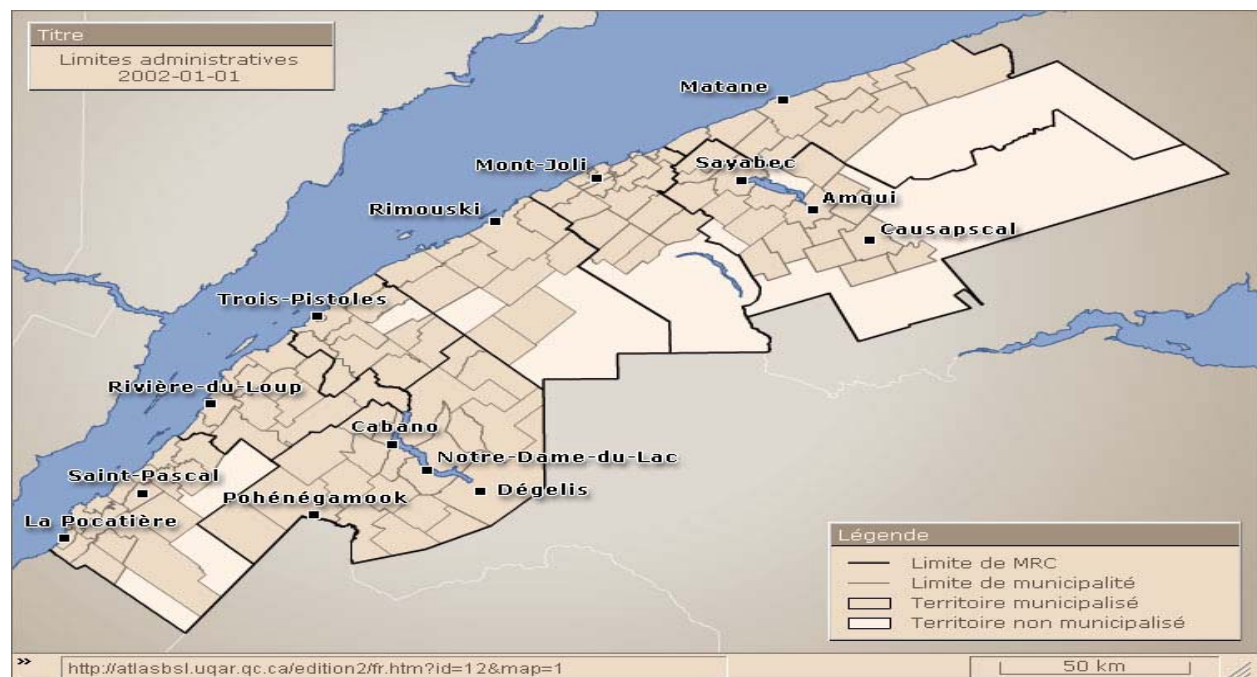 Titre
Limites administratives
2002-01-01
Matane
Mont-Joli
Sayabec
Amqui
Rimouski
Causapscal
Trois-Pistoles
Rivière-du-Loup
Cabano
Notre-Dame-du-Lac
Saint-Pascal
Dégelis
Pohénégamook
La Pocatière
Légende
Limite de MRC
Limite de municipalité
Territoire municipalisé
Territoire non municipalisé
» http://atlasbsl.uqar.qc.ca/edition2/fr.htm?id=12&map=1
50 km